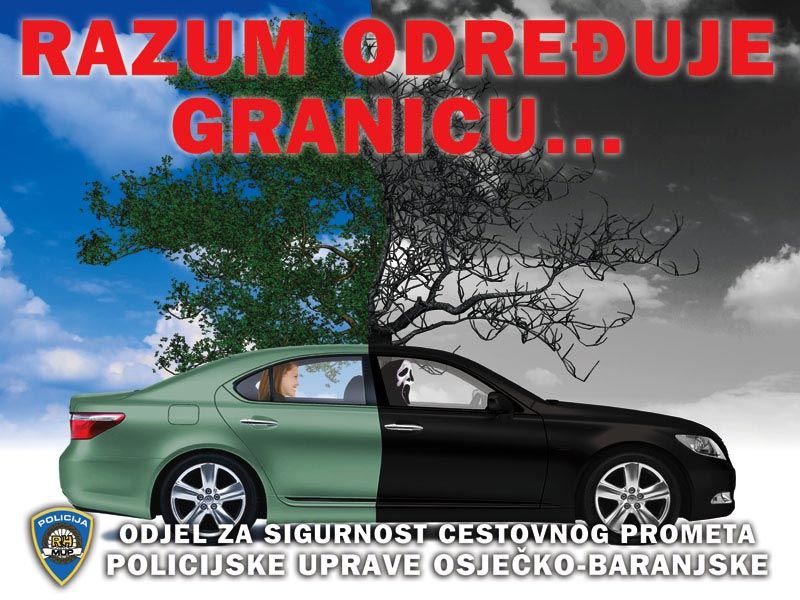 RAZUM ODREĐUJE
GRANICU...
POLICIJA
RH
MUP
ODJEL ZA SIGURNOST CESTOVNOG PROMETA
POLICIJSKE UPRAVE OSJEČKO-BARANJSKE